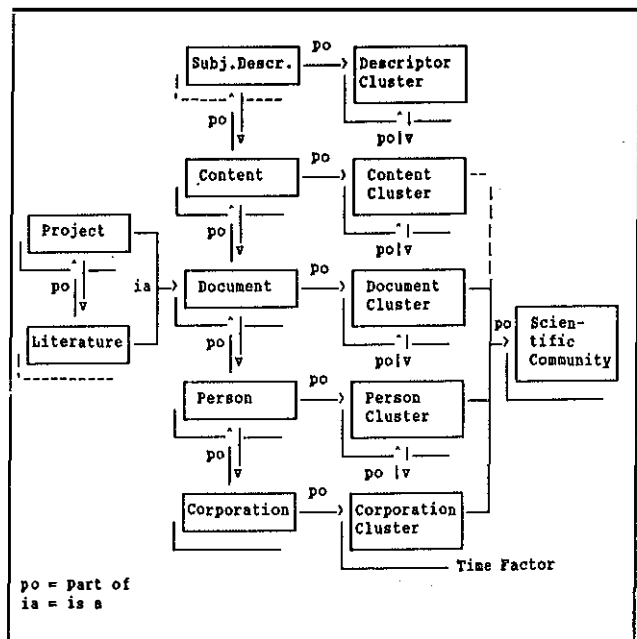 po
Subj.Descr.
Descriptor
Cluster
po
po
po
Content
Content
Cluster
Project
po
po
po
ia
po
Document
Document
Cluster
po
Scien-
tific
Community
Literature
po
po
po
Person
Person
Cluster
po
po
po
Corporation
Corporation
Cluster
Time Factor
po = part of
ia = is a